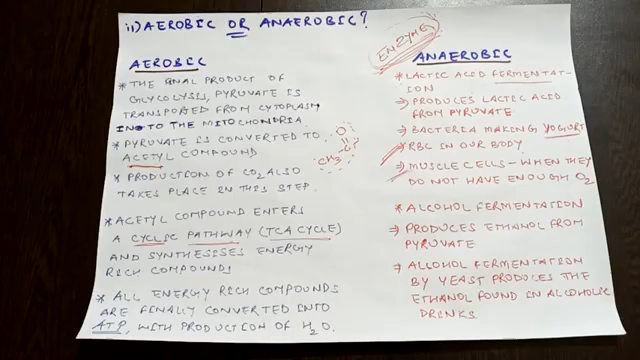 ii) AEROBIC OR ANAEROBIC?
AEROBIC
* THE FINAL PRODUCT OF
GLYCOLYSIS, PYRUVATE IS
TRANSPORTED FROM CYTOPLASM
INTO TO THE MITOCHONDRIA
* PYRUVATE IS CONVERTED TO
ACETYL COMPOUND
* PRODUCTION OF CO2 ALSO
TAKES PLACE IN THIS STEP.
* ACETYL COMPOUND ENTERS
A CYCLIC PATHWAY (TCA CYCLE)
AND SYNTHESISES ENERGY
RICH COMPOUNDS
* ALL ENERGY RICH COMPOUNDS
ARE FINALLY CONVERTED INTO
ATP, WITH PRODUCTION OF H2O.
O
CH3
ENZYME
ANAEROBIC
* LACTIC ACID FERMENTAT-
ION
⇒ PRODUCES LACTIC ACID
FROM PYRUVATE
⇒ BACTERIA MAKING YOGURT
⇒ RBC IN OUR BODY
⇒ MUSCLE CELLS - WHEN THEY
DO NOT HAVE ENOUGH O2
* ALCOHOL FERMENTATION
⇒ PRODUCES ETHANOL FROM
PYRUVATE
⇒ ALCOHOL FERMENTATION
BY YEAST PRODUCES THE
ETHANOL FOUND IN ALCOHOLIC
DRINKS